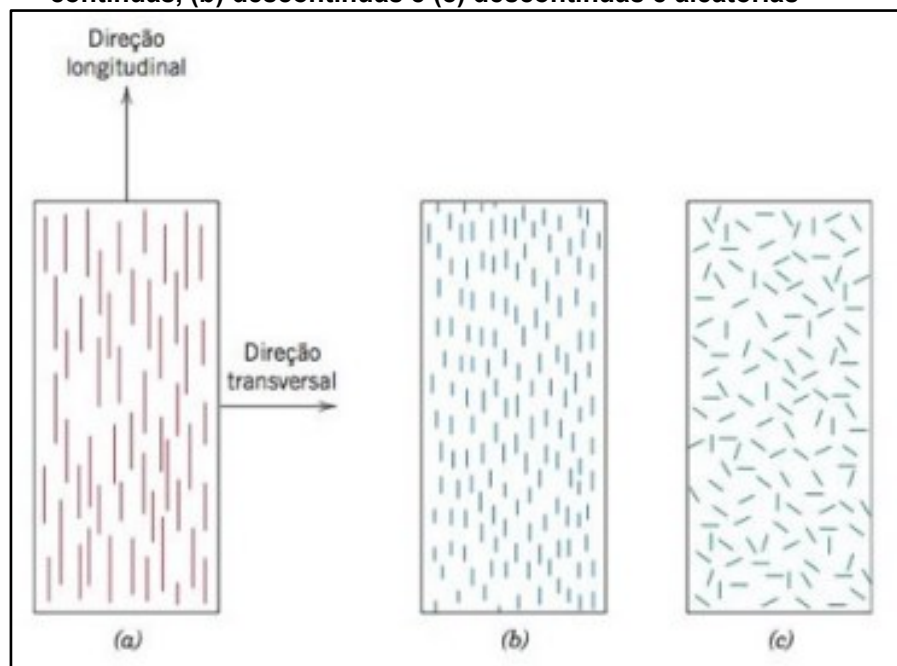 contínuas, (b) descontínuas e (c) descontínuas e aleatórias
Direção
longitudinal
Direção
transversal
(a)
(b)
(c)